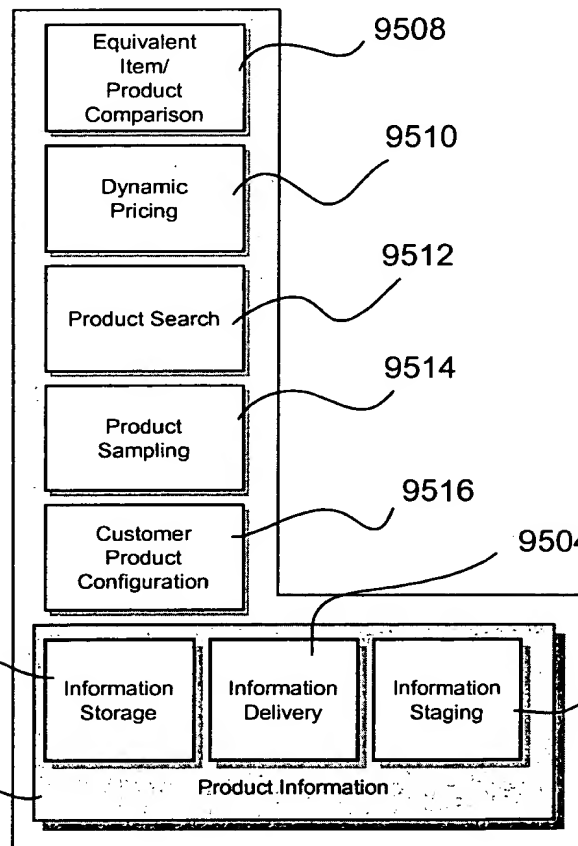 9508
Equivalent
Item/
Product
Comparison
9510
Dynamic
Pricing
9512
Product Search
9514
Product
Sampling
9516
Customer
Product
Configuration
9504
Information
Storage
Information
Delivery
Information
Staging
Product Information